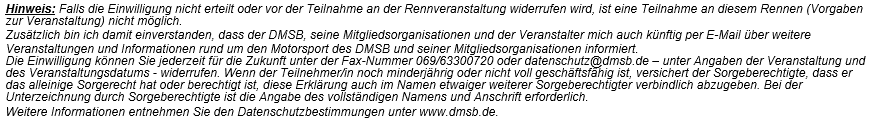 Hinweis: Falls die Einwilligung nicht erteilt oder vor der Teilnahme an der Rennveranstaltung widerrufen wird, ist eine Teilnahme an diesem Rennen (Vorgaben
zur Veranstaltung) nicht möglich.
Zusätzlich bin ich damit einverstanden, dass der DMSB, seine Mitgliedsorganisationen und der Veranstalter mich auch künftig per E-Mail über weitere
Veranstaltungen und Informationen rund um den Motorsport des DMSB und seiner Mitgliedsorganisationen informiert.
Die Einwilligung können Sie jederzeit für die Zukunft unter der Fax-Nummer 069/63300720 oder datenschutz@dmsb.de – unter Angaben der Veranstaltung und
des Veranstaltungsdatums - widerrufen. Wenn der Teilnehmer/in noch minderjährig oder nicht voll geschäftsfähig ist, versichert der Sorgeberechtigte, dass er
das alleinige Sorgerecht hat oder berechtigt ist, diese Erklärung auch im Namen etwaiger weiterer Sorgeberechtigter verbindlich abzugeben. Bei der
Unterzeichnung durch Sorgeberechtigte ist die Angabe des vollständigen Namens und Anschrift erforderlich.
Weitere Informationen entnehmen Sie den Datenschutzbestimmungen unter www.dmsb.de.